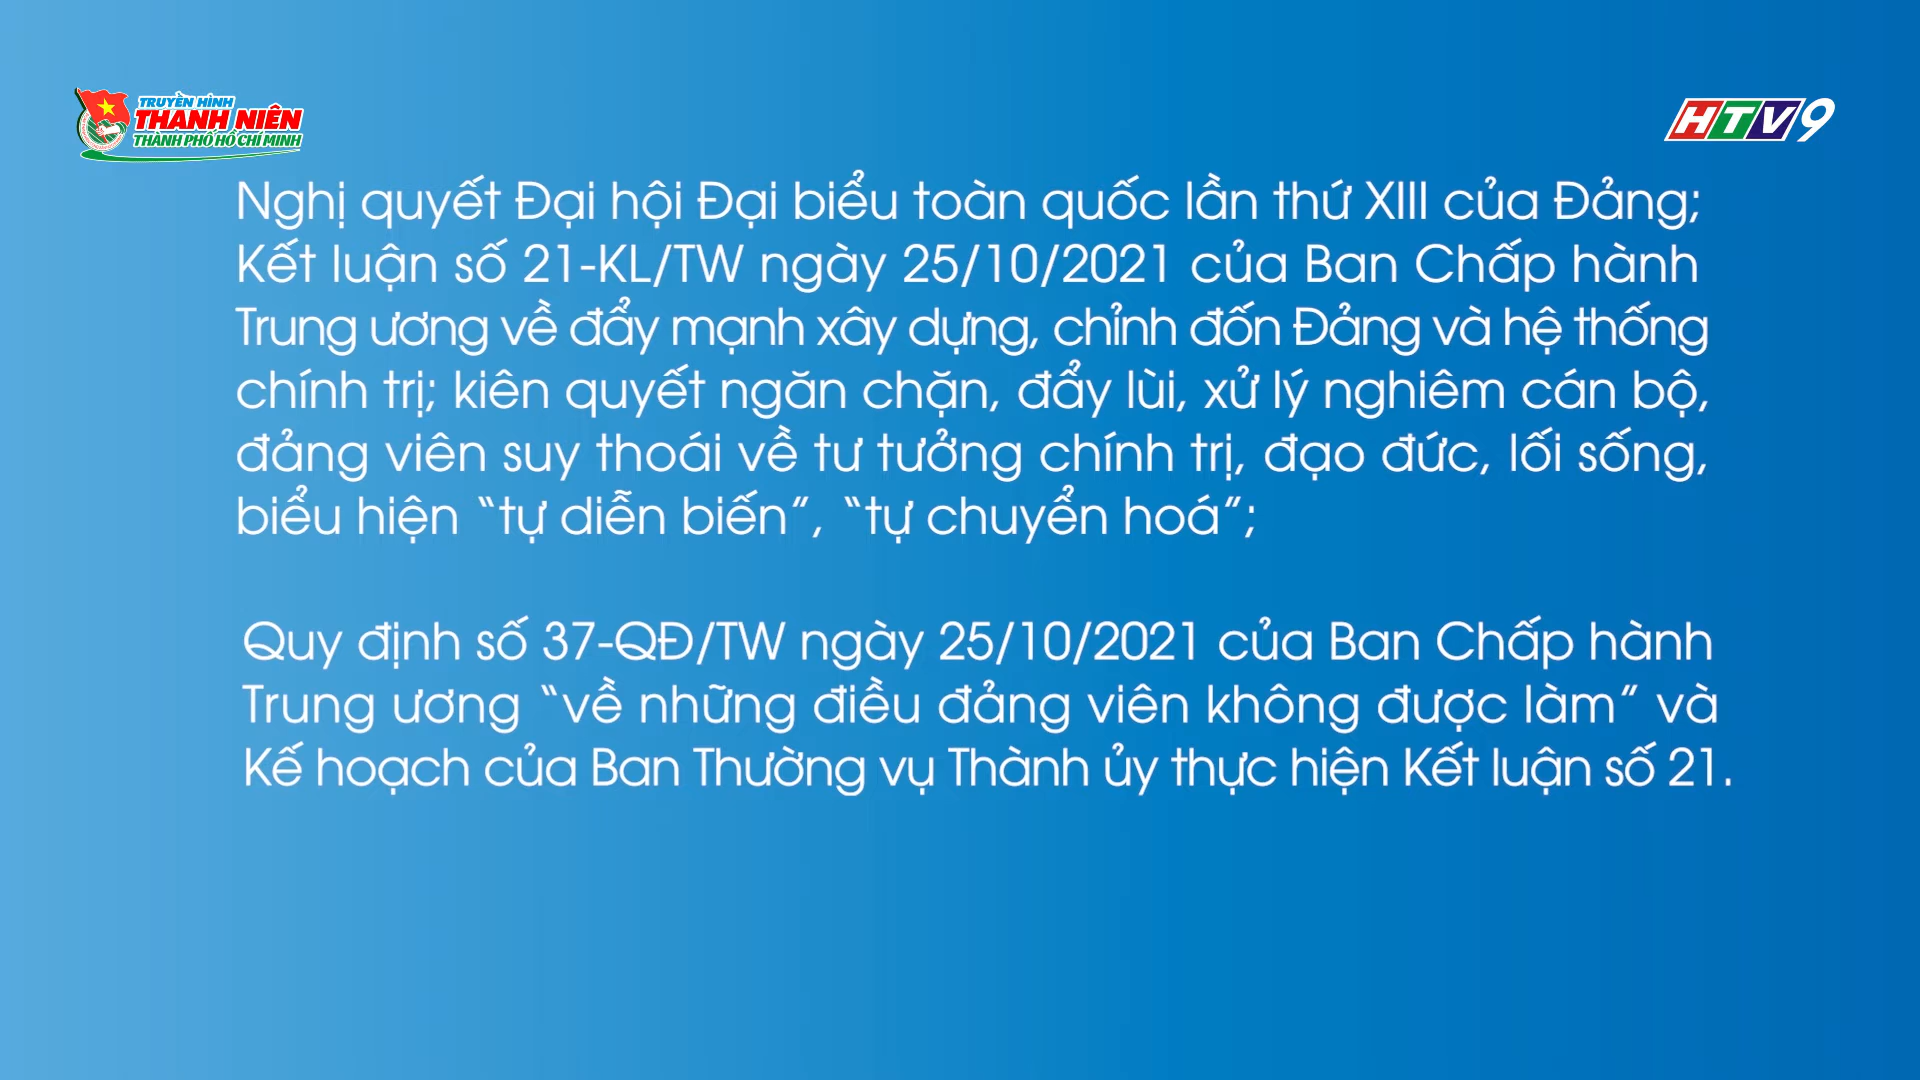 TRUYỀN HÌNH
THANH NIÊN
THÀNH PHỐ HỒ CHÍ MINH
HTV9
Nghị quyết Đại hội Đại biểu toàn quốc lần thứ XIII của Đảng;
Kết luận số 21-KL/TW ngày 25/10/2021 của Ban Chấp hành
Trung ương về đẩy mạnh xây dựng, chỉnh đốn Đảng và hệ thống
chính trị; kiên quyết ngăn chặn, đẩy lùi, xử lý nghiêm cán bộ,
đảng viên suy thoái về tư tưởng chính trị, đạo đức, lối sống,
biểu hiện “tự diễn biến”, “tự chuyển hoá”;
Quy định số 37-QĐ/TW ngày 25/10/2021 của Ban Chấp hành
Trung ương “về những điều đảng viên không được làm” và
Kế hoạch của Ban Thường vụ Thành ủy thực hiện Kết luận số 21.